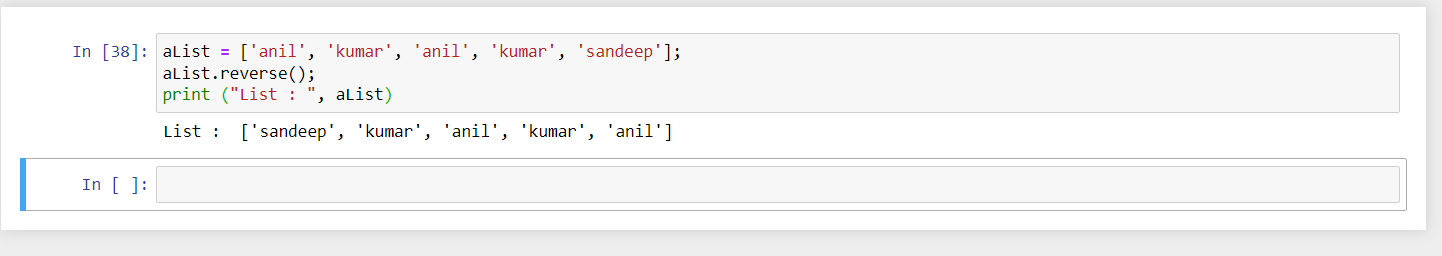 In [38]: aList = ['anil', 'kumar', 'anil', 'kumar', 'sandeep'];
aList.reverse();
print ("List : ", aList)
List :  ['sandeep', 'kumar', 'anil', 'kumar', 'anil']
In [ ]: